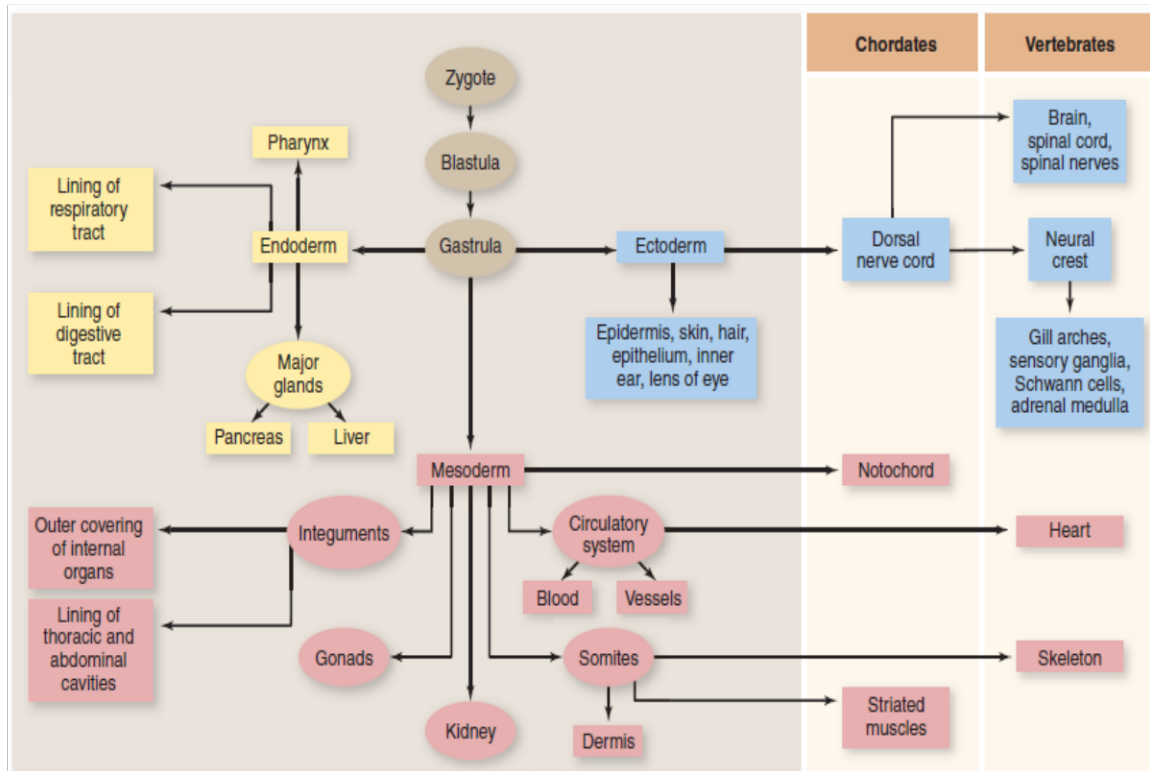 Chordates
Vertebrates
Zygote
Blastula
Gastrula
Pharynx
Lining of
respiratory
tract
Endoderm
Lining of
digestive
tract
Major
glands
Pancreas
Liver
Ectoderm
Epidermis, skin, hair,
epithelium, inner
ear, lens of eye
Dorsal
nerve cord
Brain,
spinal cord,
spinal nerves
Neural
crest
Gill arches,
sensory ganglia,
Schwann cells,
adrenal medulla
Mesoderm
Notochord
Integuments
Outer covering
of internal
organs
Lining of
thoracic and
abdominal
cavities
Circulatory
system
Heart
Blood
Vessels
Gonads
Somites
Skeleton
Kidney
Dermis
Striated
muscles